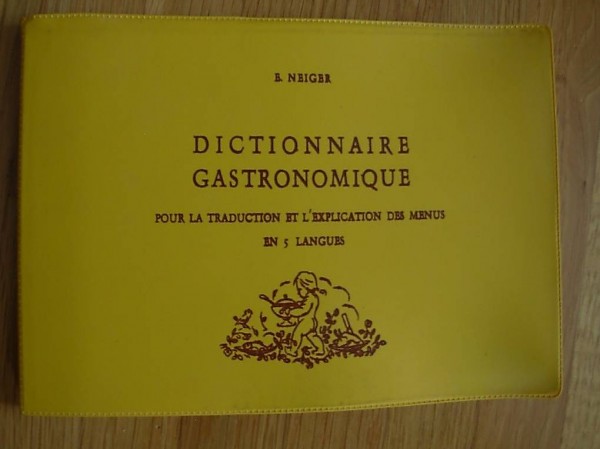 E. NEIGER
DICTIONNAIRE
GASTRONOMIQUE
POUR LA TRADUCTION ET L'EXPLICATION DES MENUS
EN 5 LANGUES